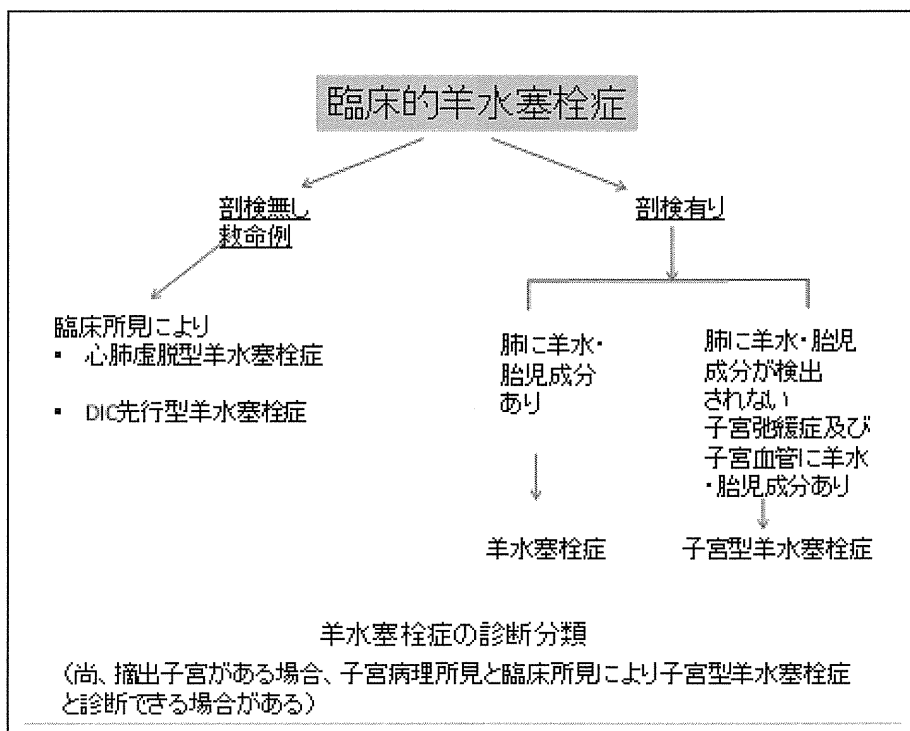 臨床的羊水塞栓症
剖検無し
救命例
剖検有り
臨床所見により
▪ 心肺虚脱型羊水塞栓症
▪ DIC先行型羊水塞栓症
肺に羊水・
胎児成分
あり
肺に羊水・胎児
成分が検出
されない
子宮弛緩症及び
子宮血管に羊水
・胎児成分あり
羊水塞栓症
子宮型羊水塞栓症
羊水塞栓症の診断分類
（尚、摘出子宮がある場合、子宮病理所見と臨床所見により子宮型羊水塞栓症
と診断できる場合がある）